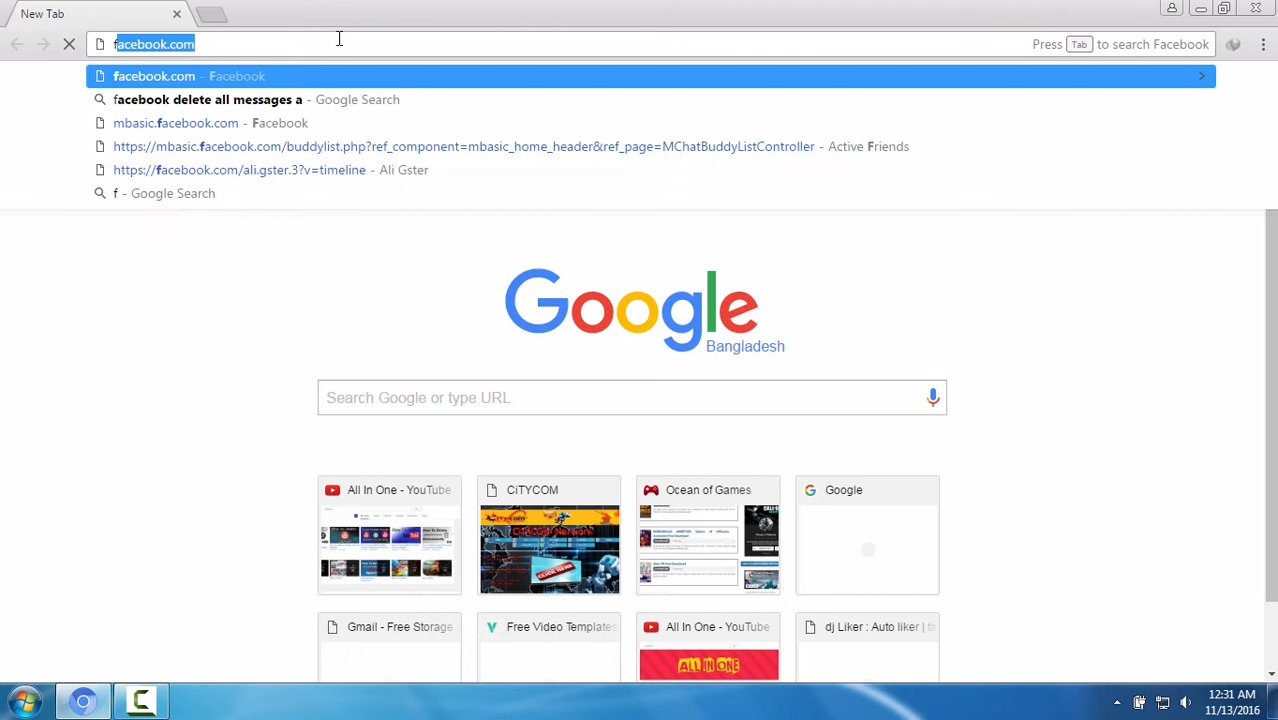 New Tab
facebook.com
Press Tab to search Facebook
facebook.com - Facebook
facebook delete all messages a - Google Search
mbasic.facebook.com - Facebook
https://mbasic.facebook.com/buddylist.php?ref_component=mbasic_home_header&ref_page=MChatBuddyListController - Active Friends
https://facebook.com/ali.gster.3?v=timeline - Ali Gster
f - Google Search
Google
Bangladesh
Search Google or type URL
All In One - YouTube
CiTYCOM
Ocean of Games
Google
CLICK HERE
Gmail - Free Storage
Free Video Templates
All In One - YouTube
dj Liker : Auto liker | fa
ALL IN ONE
12:31 AM
11/13/2016